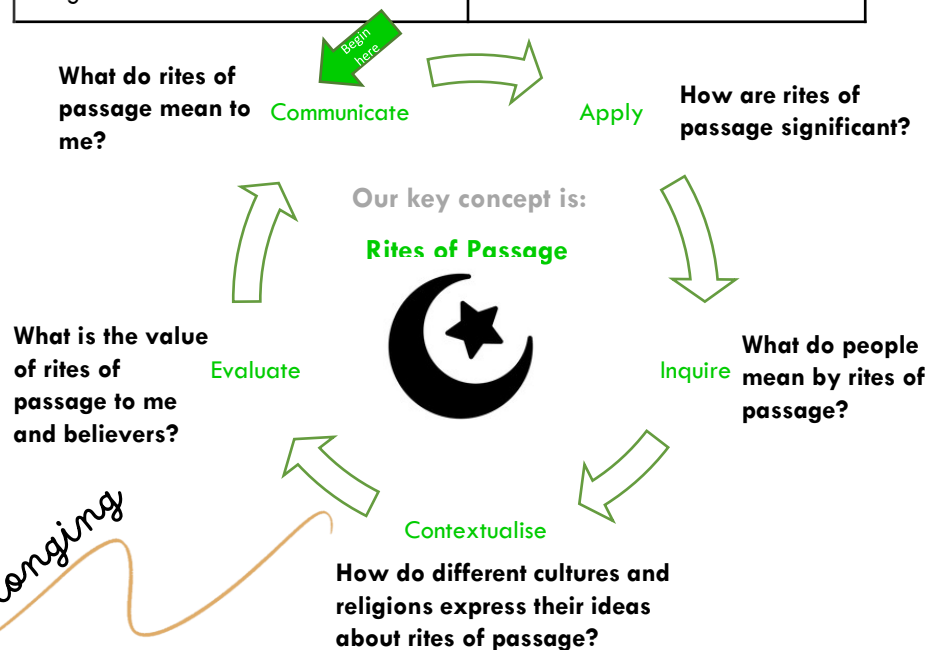 Begin
here
What do rites of
passage mean to
me?
Communicate
Apply
How are rites of
passage significant?
Our key concept is:
Rites of Passage
What is the value
of rites of
passage to me
and believers?
Evaluate
Inquire
What do people
mean by rites of
passage?
Contextualise
How do different cultures and
religions express their ideas
about rites of passage?